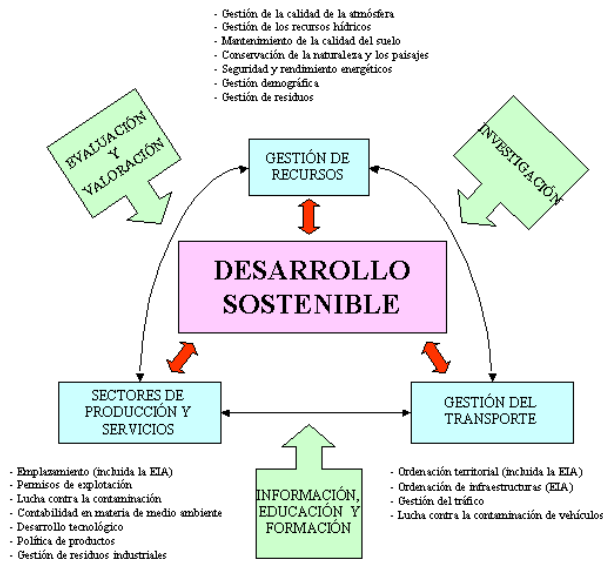 - Gestión de la calidad de la atmósfera
- Gestión de los recursos hídricos
- Mantenimiento de la calidad del suelo
- Conservación de la naturaleza y los paisajes
- Seguridad y rendimiento energéticos
- Gestión demográfica
- Gestión de residuos
EVALUACIÓN
Y
VALORACIÓN
GESTIÓN DE
RECURSOS
INVESTIGACIÓN
DESARROLLO
SOSTENIBLE
SECTORES DE
PRODUCCIÓN Y
SERVICIOS
GESTIÓN DEL
TRANSPORTE
- Emplazamiento (incluida la EIA)
- Permisos de explotación
- Lucha contra la contaminación
- Contabilidad en materia de medio ambiente
- Desarrollo tecnológico
- Política de productos
- Gestión de residuos industriales
INFORMACIÓN,
EDUCACIÓN Y
FORMACIÓN
- Ordenación territorial (incluida la EIA)
- Ordenación de infraestructuras (EIA)
- Gestión del tráfico
- Lucha contra la contaminación de vehículos